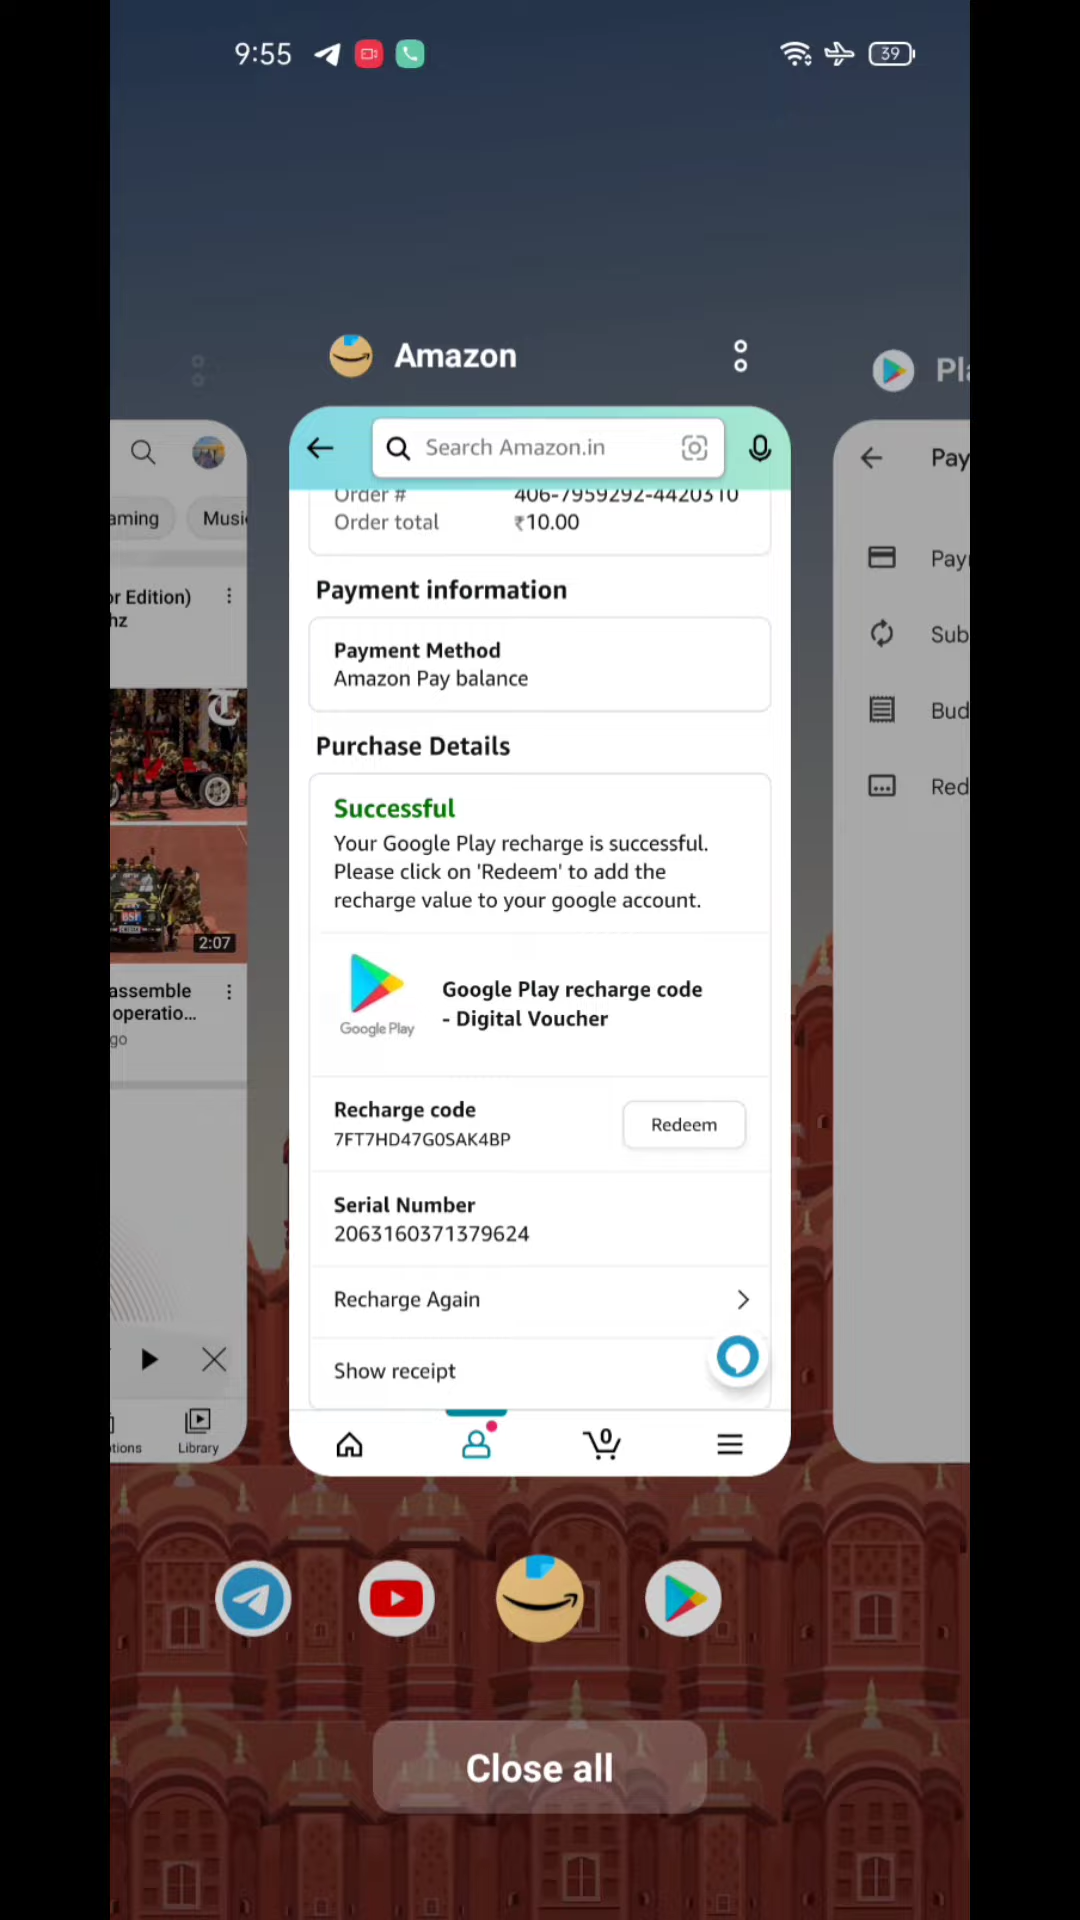 9:55
39
Amazon
Pla
Search Amazon.in
Order # 406-7959292-4420310
Order total ₹10.00
Payment information
Payment Method
Amazon Pay balance
Purchase Details
Successful
Your Google Play recharge is successful.
Please click on 'Redeem' to add the
recharge value to your google account.
Google Play
Google Play recharge code
- Digital Voucher
Recharge code
7FT7HD47G0SAK4BP
Redeem
Serial Number
2063160371379624
Recharge Again
Show receipt
0
aming
Musi
or Edition)
hz
BSF
2:07
assemble
operatio...
go
tions
Library
Pay
Pay
Sub
Bud
Red
Close all